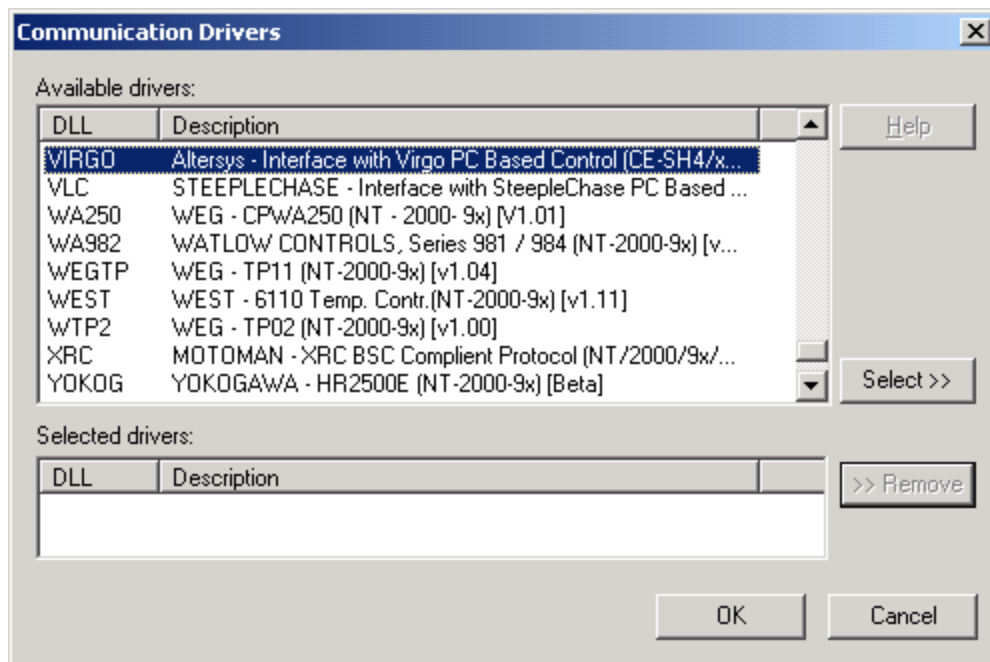 Communication Drivers
Available drivers:
DLL Description
Help
VIRGO Altersys - Interface with Virgo PC Based Control (CE-SH4/x...
VLC STEEPLECHASE - Interface with SteepleChase PC Based ...
WA250 WEG - CPWA250 (NT - 2000- 9x) [V1.01]
WA982 WATLOW CONTROLS, Series 981 / 984 (NT-2000-9x) [v...
WEGTP WEG - TP11 (NT-2000-9x) [v1.04]
WEST WEST - 6110 Temp. Contr.(NT-2000-9x) [v1.11]
WTP2 WEG - TP02 (NT-2000-9x) [v1.00]
XRC MOTOMAN - XRC BSC Complient Protocol (NT/2000/9x/...
YOKOG YOKOGAWA - HR2500E (NT-2000-9x) [Beta]
Select >>
Selected drivers:
DLL Description
>> Remove
OK Cancel